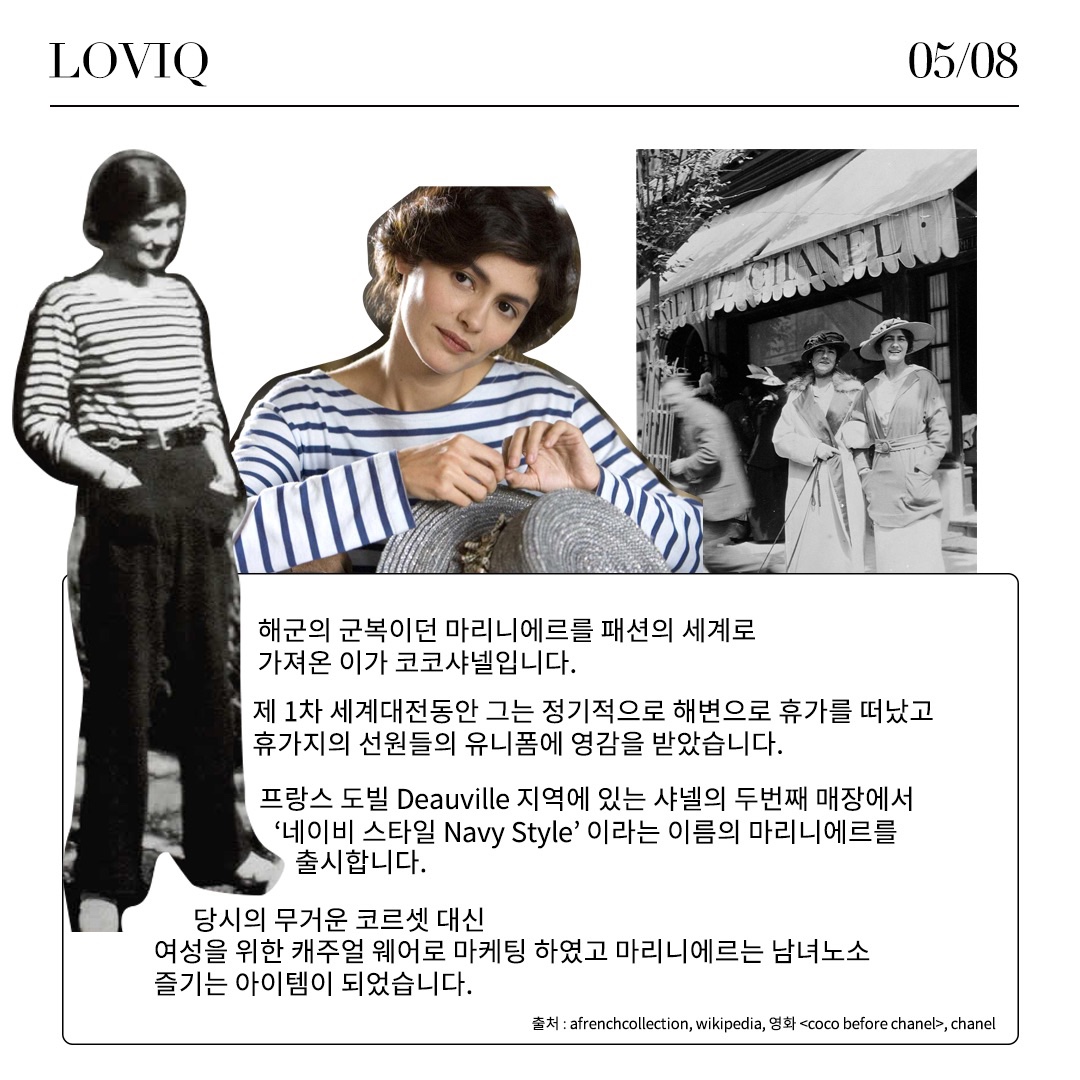 LOVIQ
05/08
CHANEL
해군의 군복이던 마리니에르를 패션의 세계로
가져온 이가 코코샤넬입니다.
제 1차 세계대전동안 그는 정기적으로 해변으로 휴가를 떠났고
휴가지의 선원들의 유니폼에 영감을 받았습니다.
프랑스 도빌 Deauville 지역에 있는 샤넬의 두번째 매장에서
‘네이비 스타일 Navy Style’ 이라는 이름의 마리니에르를
출시합니다.
당시의 무거운 코르셋 대신
여성을 위한 캐주얼 웨어로 마케팅 하였고 마리니에르는 남녀노소
즐기는 아이템이 되었습니다.
출처 : afrenchcollection, wikipedia, 영화 <coco before chanel>, chanel